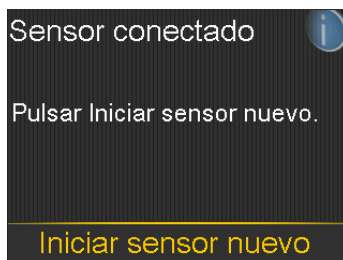 Sensor conectado
i
Pulsar Iniciar sensor nuevo.
Iniciar sensor nuevo